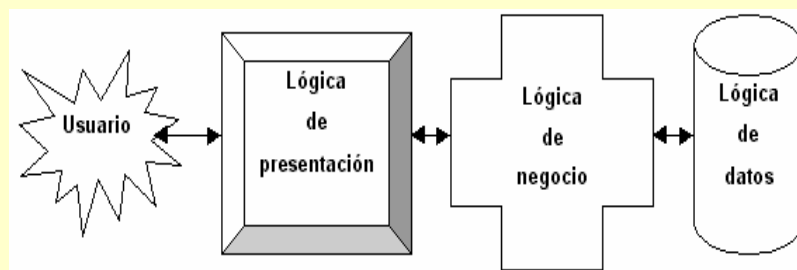 Usuario
Lógica
de
presentación
Lógica
de
negocio
Lógica
de
datos